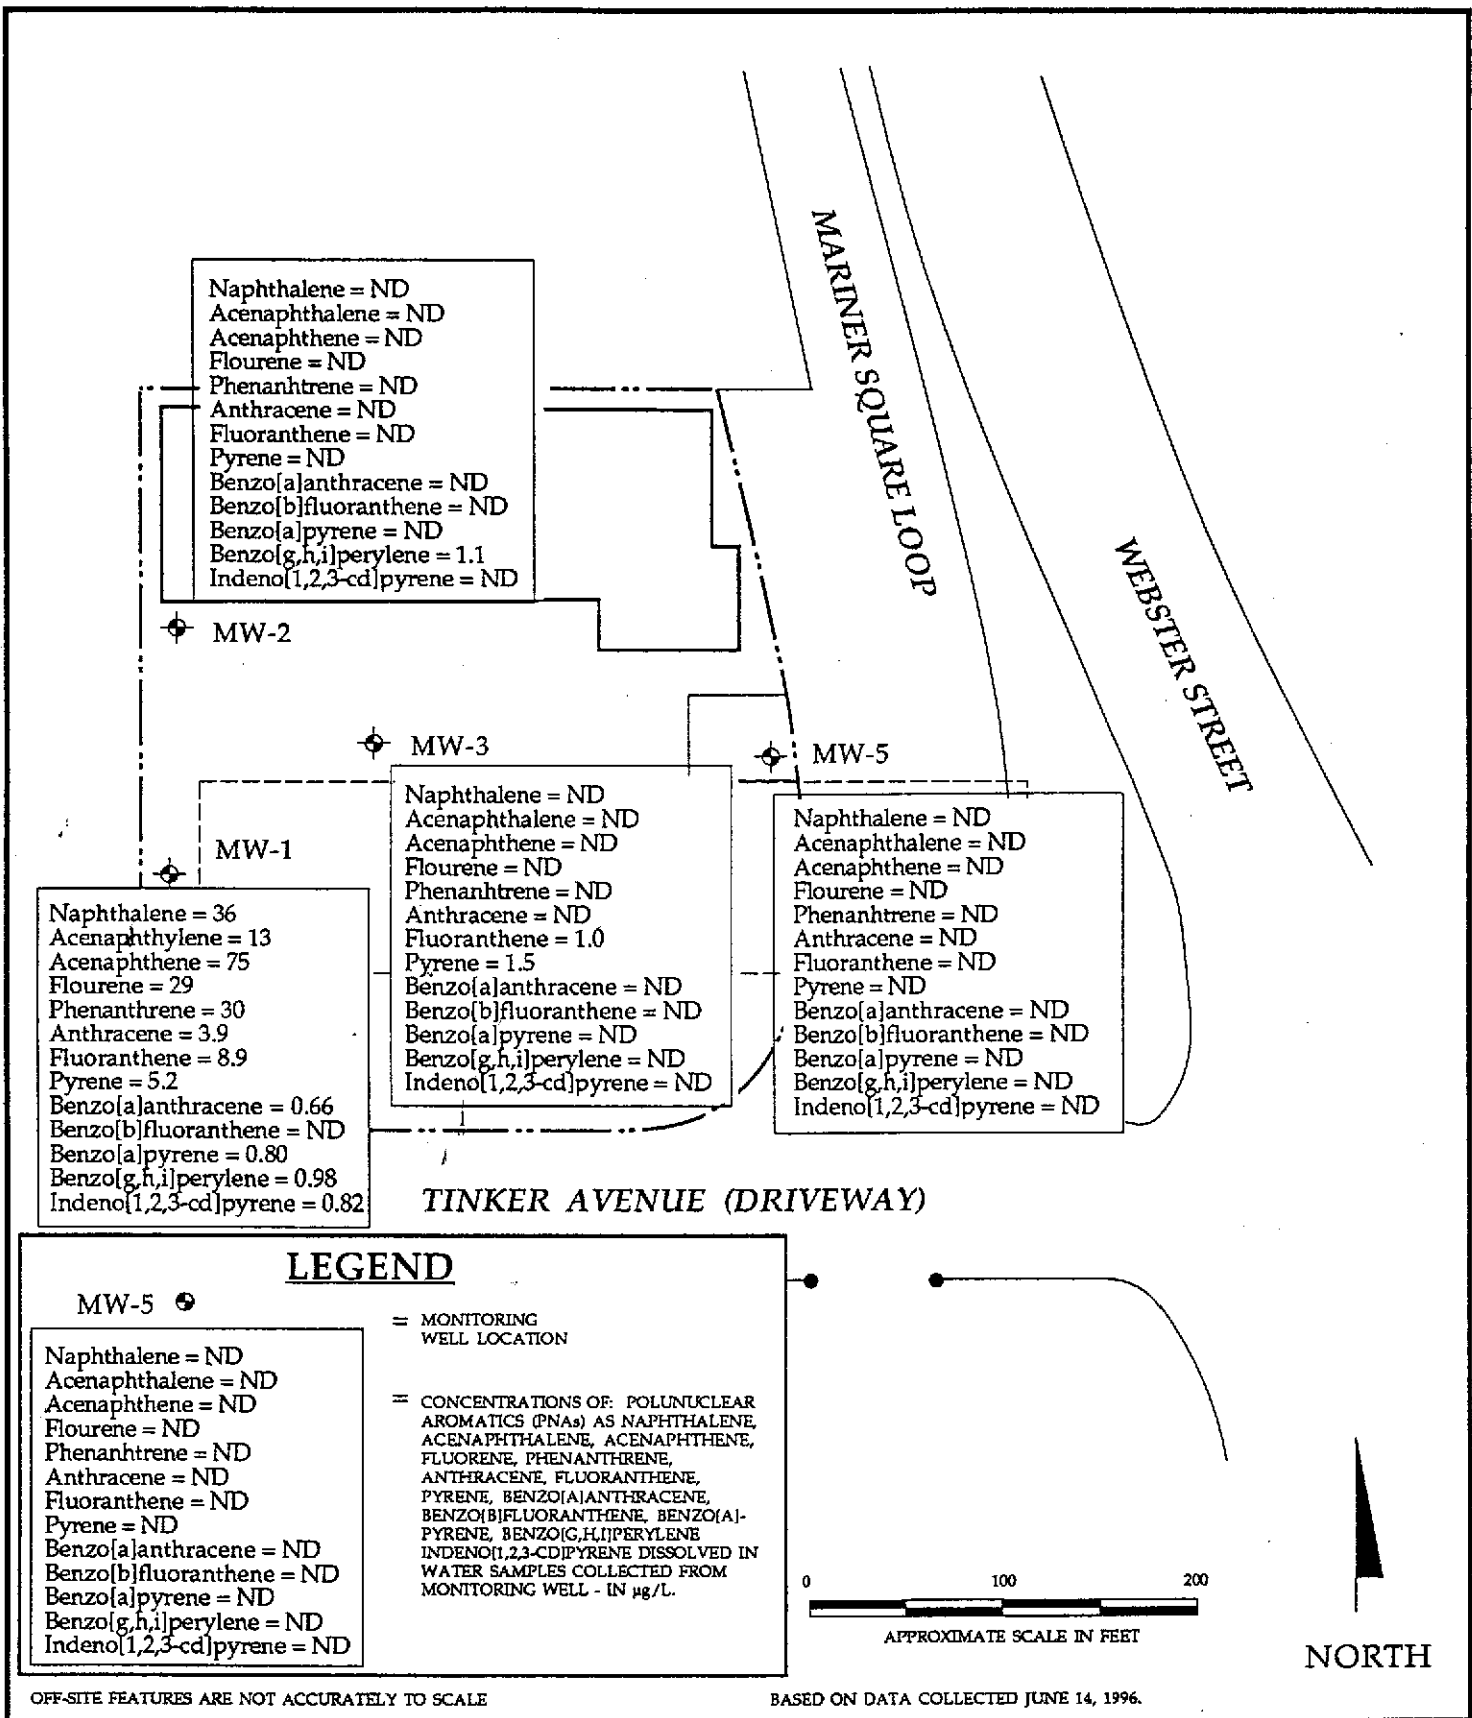 MARINER SQUARE LOOP
WEBSTER STREET
Naphthalene = ND
Acenaphthalene = ND
Acenaphthene = ND
Flourene = ND
Phenanhtrene = ND
Anthracene = ND
Fluoranthene = ND
Pyrene = ND
Benzo[a]anthracene = ND
Benzo[b]fluoranthene = ND
Benzo[a]pyrene = ND
Benzo[g,h,i]perylene = 1.1
Indeno[1,2,3-cd]pyrene = ND
MW-2
MW-3
MW-5
MW-1
Naphthalene = ND
Acenaphthalene = ND
Acenaphthene = ND
Flourene = ND
Phenanhtrene = ND
Anthracene = ND
Fluoranthene = 1.0
Pyrene = 1.5
Benzo[a]anthracene = ND
Benzo[b]fluoranthene = ND
Benzo[a]pyrene = ND
Benzo[g,h,i]perylene = ND
Indeno[1,2,3-cd]pyrene = ND
Naphthalene = ND
Acenaphthalene = ND
Acenaphthene = ND
Flourene = ND
Phenanhtrene = ND
Anthracene = ND
Fluoranthene = ND
Pyrene = ND
Benzo[a]anthracene = ND
Benzo[b]fluoranthene = ND
Benzo[a]pyrene = ND
Benzo[g,h,i]perylene = ND
Indeno[1,2,3-cd]pyrene = ND
Naphthalene = 36
Acenaphthylene = 13
Acenaphthene = 75
Flourene = 29
Phenanthrene = 30
Anthracene = 3.9
Fluoranthene = 8.9
Pyrene = 5.2
Benzo[a]anthracene = 0.66
Benzo[b]fluoranthene = ND
Benzo[a]pyrene = 0.80
Benzo[g,h,i]perylene = 0.98
Indeno[1,2,3-cd]pyrene = 0.82
TINKER AVENUE (DRIVEWAY)
LEGEND
MW-5
= MONITORING
WELL LOCATION
Naphthalene = ND
Acenaphthalene = ND
Acenaphthene = ND
Flourene = ND
Phenanhtrene = ND
Anthracene = ND
Fluoranthene = ND
Pyrene = ND
Benzo[a]anthracene = ND
Benzo[b]fluoranthene = ND
Benzo[a]pyrene = ND
Benzo[g,h,i]perylene = ND
Indeno[1,2,3-cd]pyrene = ND
= CONCENTRATIONS OF: POLUNUCLEAR
AROMATICS (PNAs) AS NAPHTHALENE,
ACENAPHTHALENE, ACENAPHTHENE,
FLUORENE, PHENANTHRENE,
ANTHRACENE, FLUORANTHENE,
PYRENE, BENZO[A]ANTHRACENE,
BENZO[B]FLUORANTHENE, BENZO[A]-
PYRENE, BENZO[G,H,I]PERYLENE
INDENO[1,2,3-CD]PYRENE DISSOLVED IN
WATER SAMPLES COLLECTED FROM
MONITORING WELL - IN µg/L.
0 100 200
APPROXIMATE SCALE IN FEET
NORTH
OFF-SITE FEATURES ARE NOT ACCURATELY TO SCALE
BASED ON DATA COLLECTED JUNE 14, 1996.